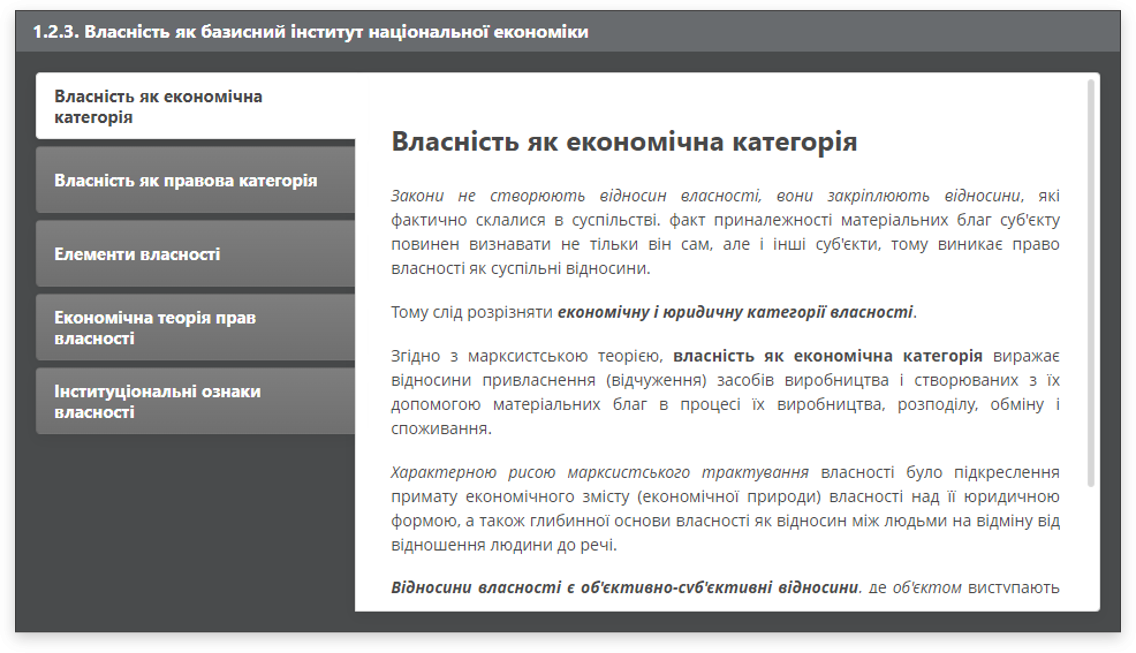 1.2.3. Власність як базисний інститут національної економіки
Власність як економічна
категорія
Власність як правова категорія
Елементи власності
Економічна теорія прав
власності
Інституціональні ознаки
власності
Власність як економічна категорія
Закони не створюють відносин власності, вони закріплюють відносини, які
фактично склалися в суспільстві. факт приналежності матеріальних благ суб'єкту
повинен визнавати не тільки він сам, але і інші суб'єкти, тому виникає право
власності як суспільні відносини.
Тому слід розрізняти економічну і юридичну категорії власності.
Згідно з марксистською теорією, власність як економічна категорія виражає
відносини привласнення (відчуження) засобів виробництва і створюваних з їх
допомогою матеріальних благ в процесі їх виробництва, розподілу, обміну і
споживання.
Характерною рисою марксистського трактування власності було підкреслення
примату економічного змісту (економічної природи) власності над її юридичною
формою, а також глибинної основи власності як відносин між людьми на відміну від
відношення людини до речі.
Відносини власності є об'єктивно-суб'єктивні відносини, де об'єктом виступають